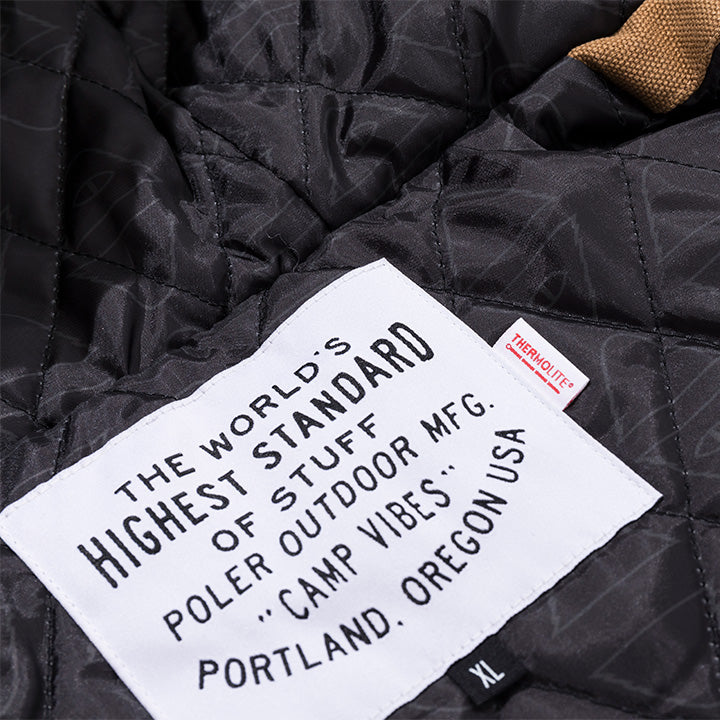 THE WORLD'S
HIGHEST STANDARD
OF STUFF
POLER OUTDOOR MFG.
"CAMP VIBES"
PORTLAND. OREGON USA
THERMOLITE®
XL